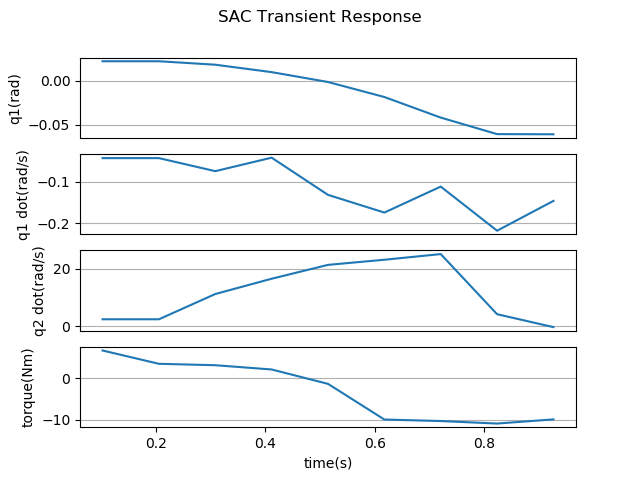 SAC Transient Response
q1(rad)
0.00
−0.05
q1 dot(rad/s)
−0.1
−0.2
q2 dot(rad/s)
20
0
torque(Nm)
0
−10
0.2 0.4 0.6 0.8
time(s)